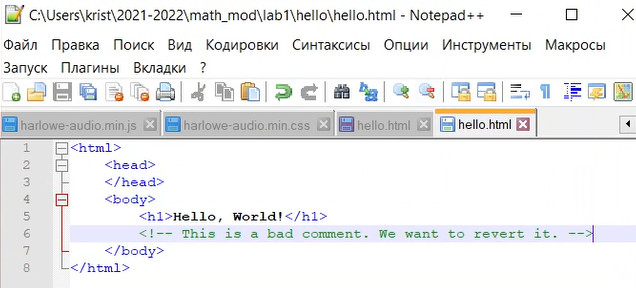 C:\Users\krist\2021-2022\math_mod\lab1\hello\hello.html - Notepad++
Файл Правка Поиск Вид Кодировки Синтаксисы Опции Инструменты Макросы
Запуск Плагины Вкладки ?
harlowe-audio.min.js harlowe-audio.min.css hello.html hello.html
1 <html>
2 <head>
3 </head>
4 <body>
5 <h1>Hello, World!</h1>
6 <!-- This is a bad comment. We want to revert it. -->
7 </body>
8 </html>